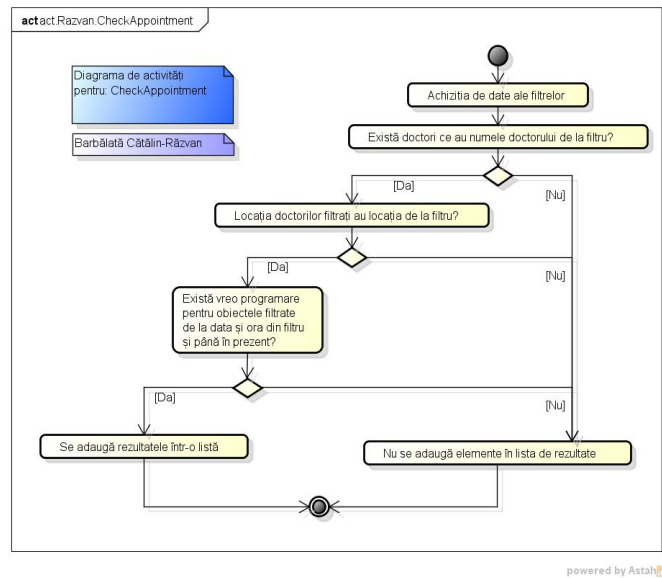 act act.Razvan.CheckAppointment
Diagrama de activități
pentru: CheckAppointment
Barbălată Cătălin-Răzvan
Achizitia de date ale filtrelor
Există doctori ce au numele doctorului de la filtru?
[Da]
[Nu]
Locația doctorilor filtrați au locația de la filtru?
[Da]
[Nu]
Există vreo programare
pentru obiectele filtrate
de la data și ora din filtru
și până în prezent?
[Da]
[Nu]
Se adaugă rezultatele într-o listă
Nu se adaugă elemente în lista de rezultate
powered by Astah